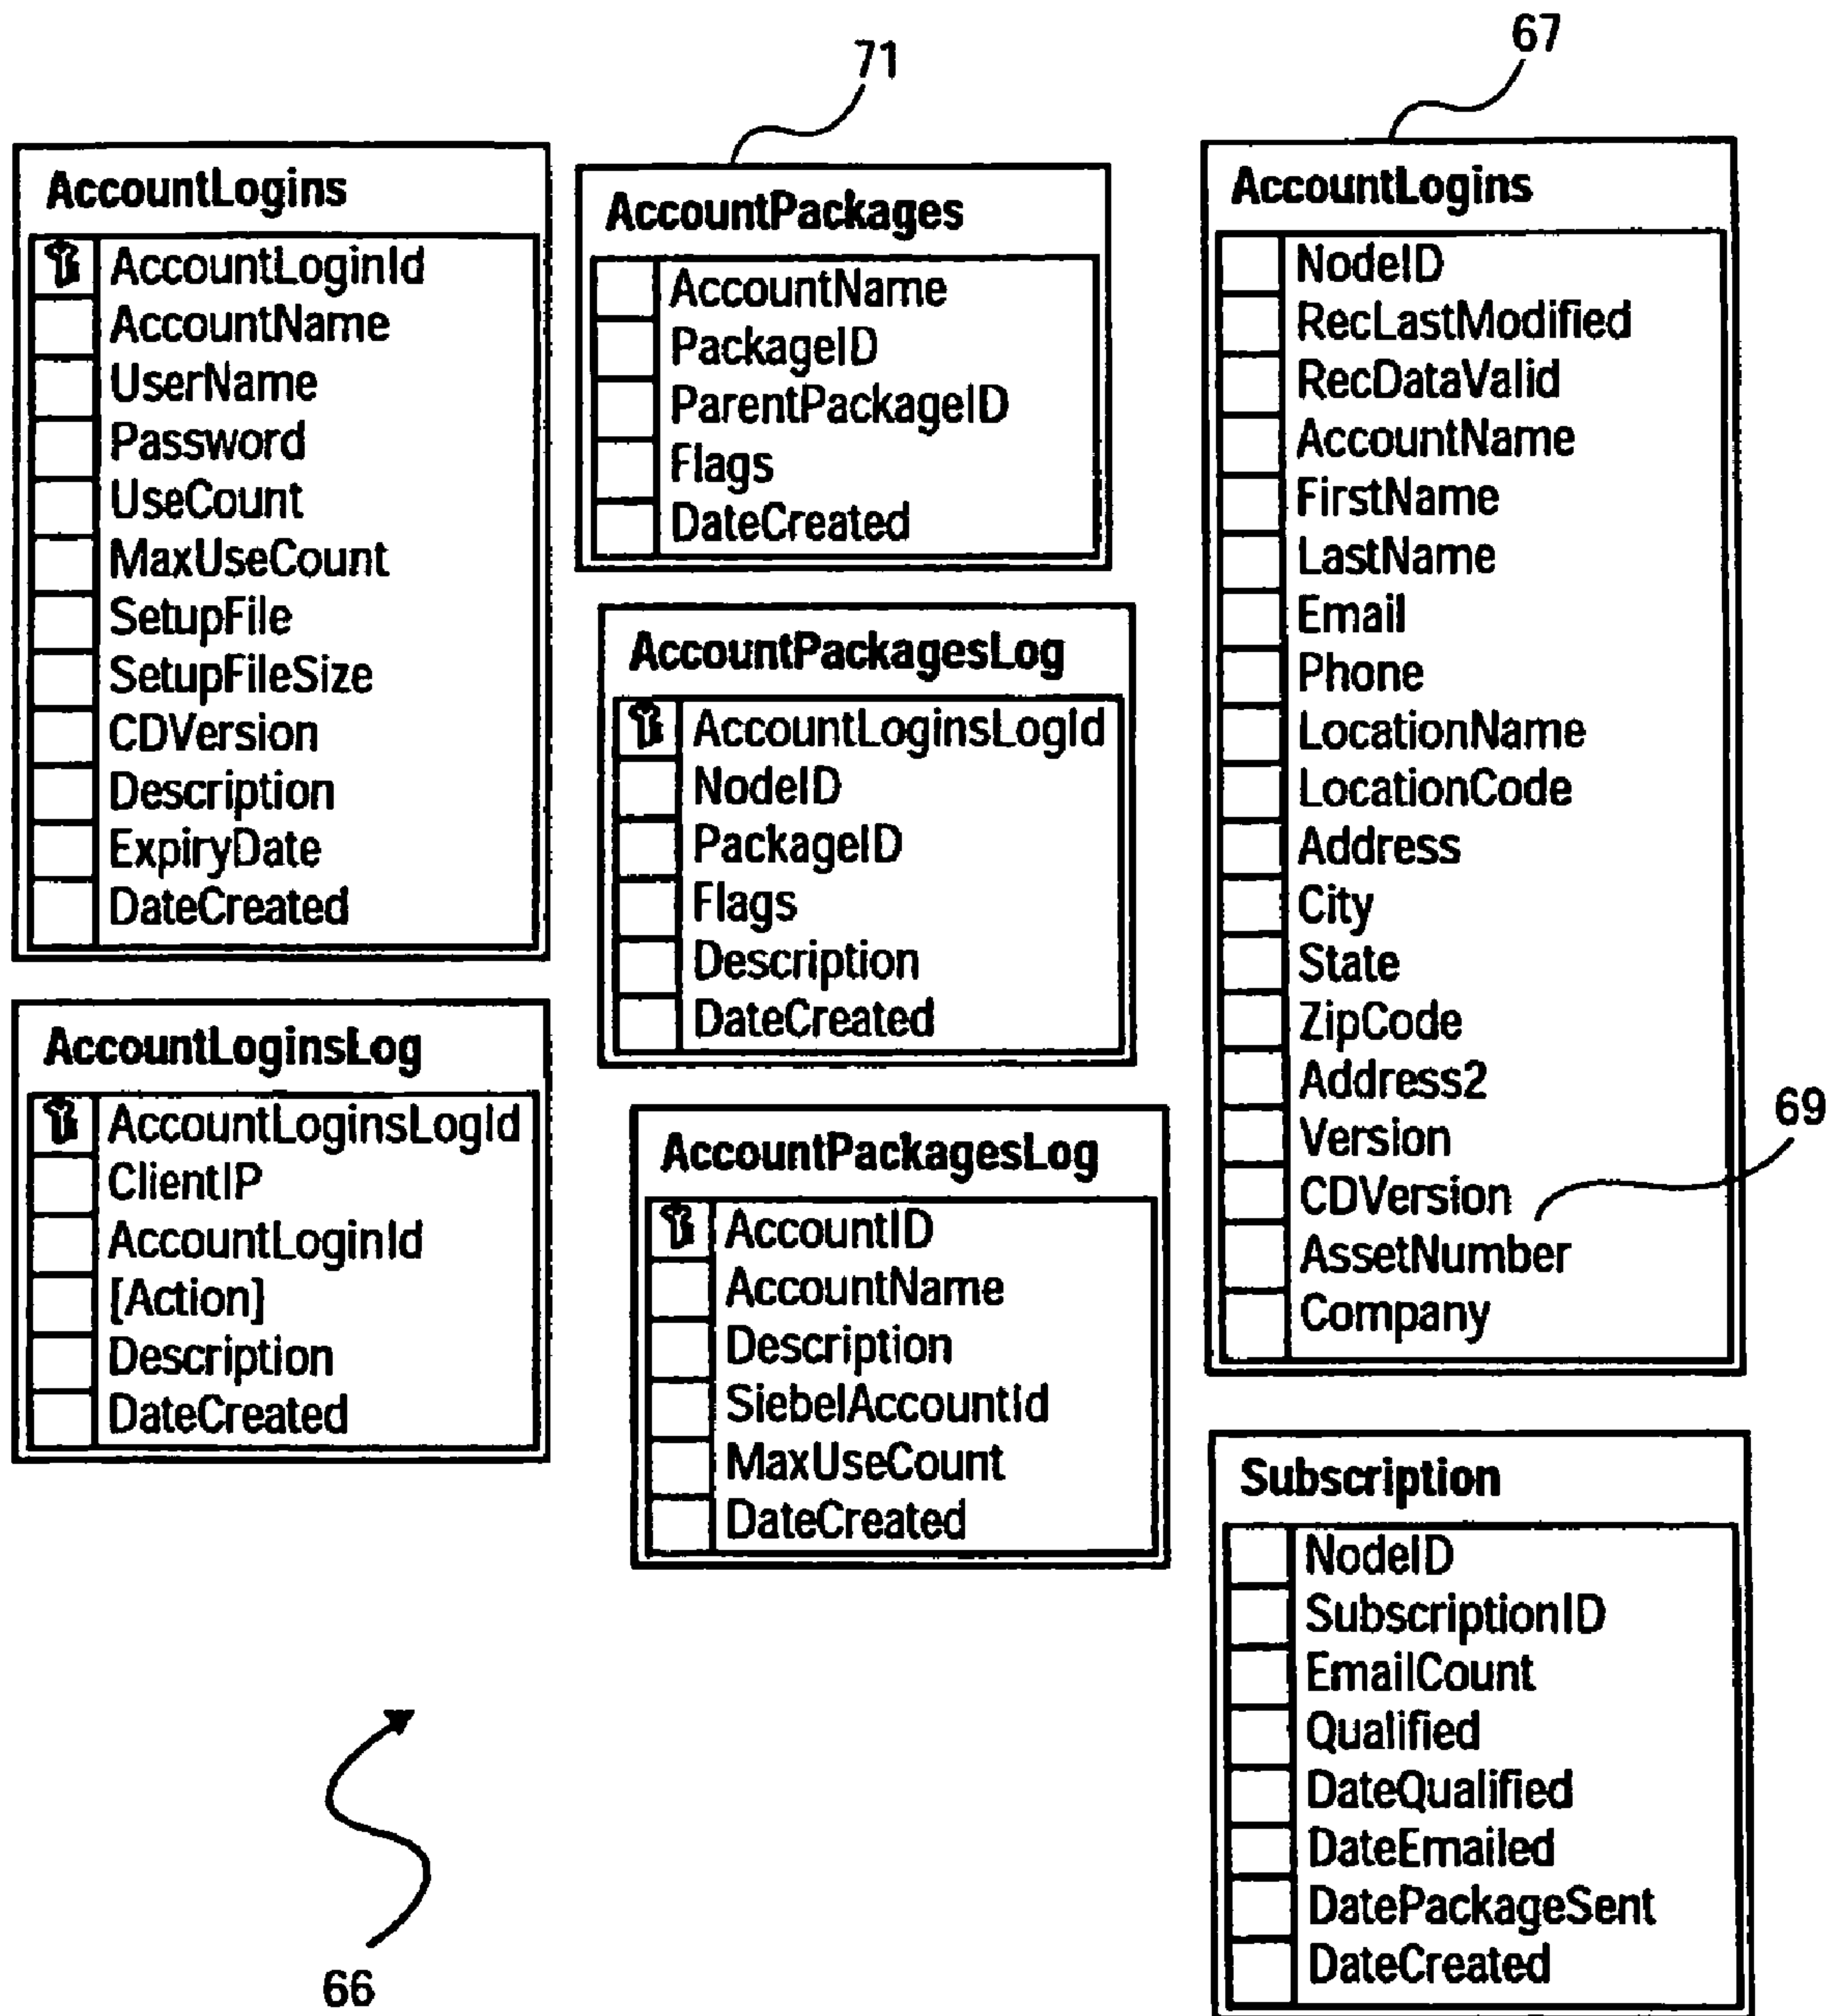 71
67
AccountLogins
AccountLoginId
AccountName
UserName
Password
UseCount
MaxUseCount
SetupFile
SetupFileSize
CDVersion
Description
ExpiryDate
DateCreated
AccountLoginsLog
AccountLoginsLogId
ClientIP
AccountLoginId
[Action]
Description
DateCreated
AccountPackages
AccountName
PackageID
ParentPackageID
Flags
DateCreated
AccountPackagesLog
AccountLoginsLogId
NodeID
PackageID
Flags
Description
DateCreated
AccountPackagesLog
AccountID
AccountName
Description
SiebelAccountId
MaxUseCount
DateCreated
AccountLogins
NodeID
RecLastModified
RecDataValid
AccountName
FirstName
LastName
Email
Phone
LocationName
LocationCode
Address
City
State
ZipCode
Address2
Version
CDVersion
AssetNumber
Company
69
Subscription
NodeID
SubscriptionID
EmailCount
Qualified
DateQualified
DateEmailed
DatePackageSent
DateCreated
66